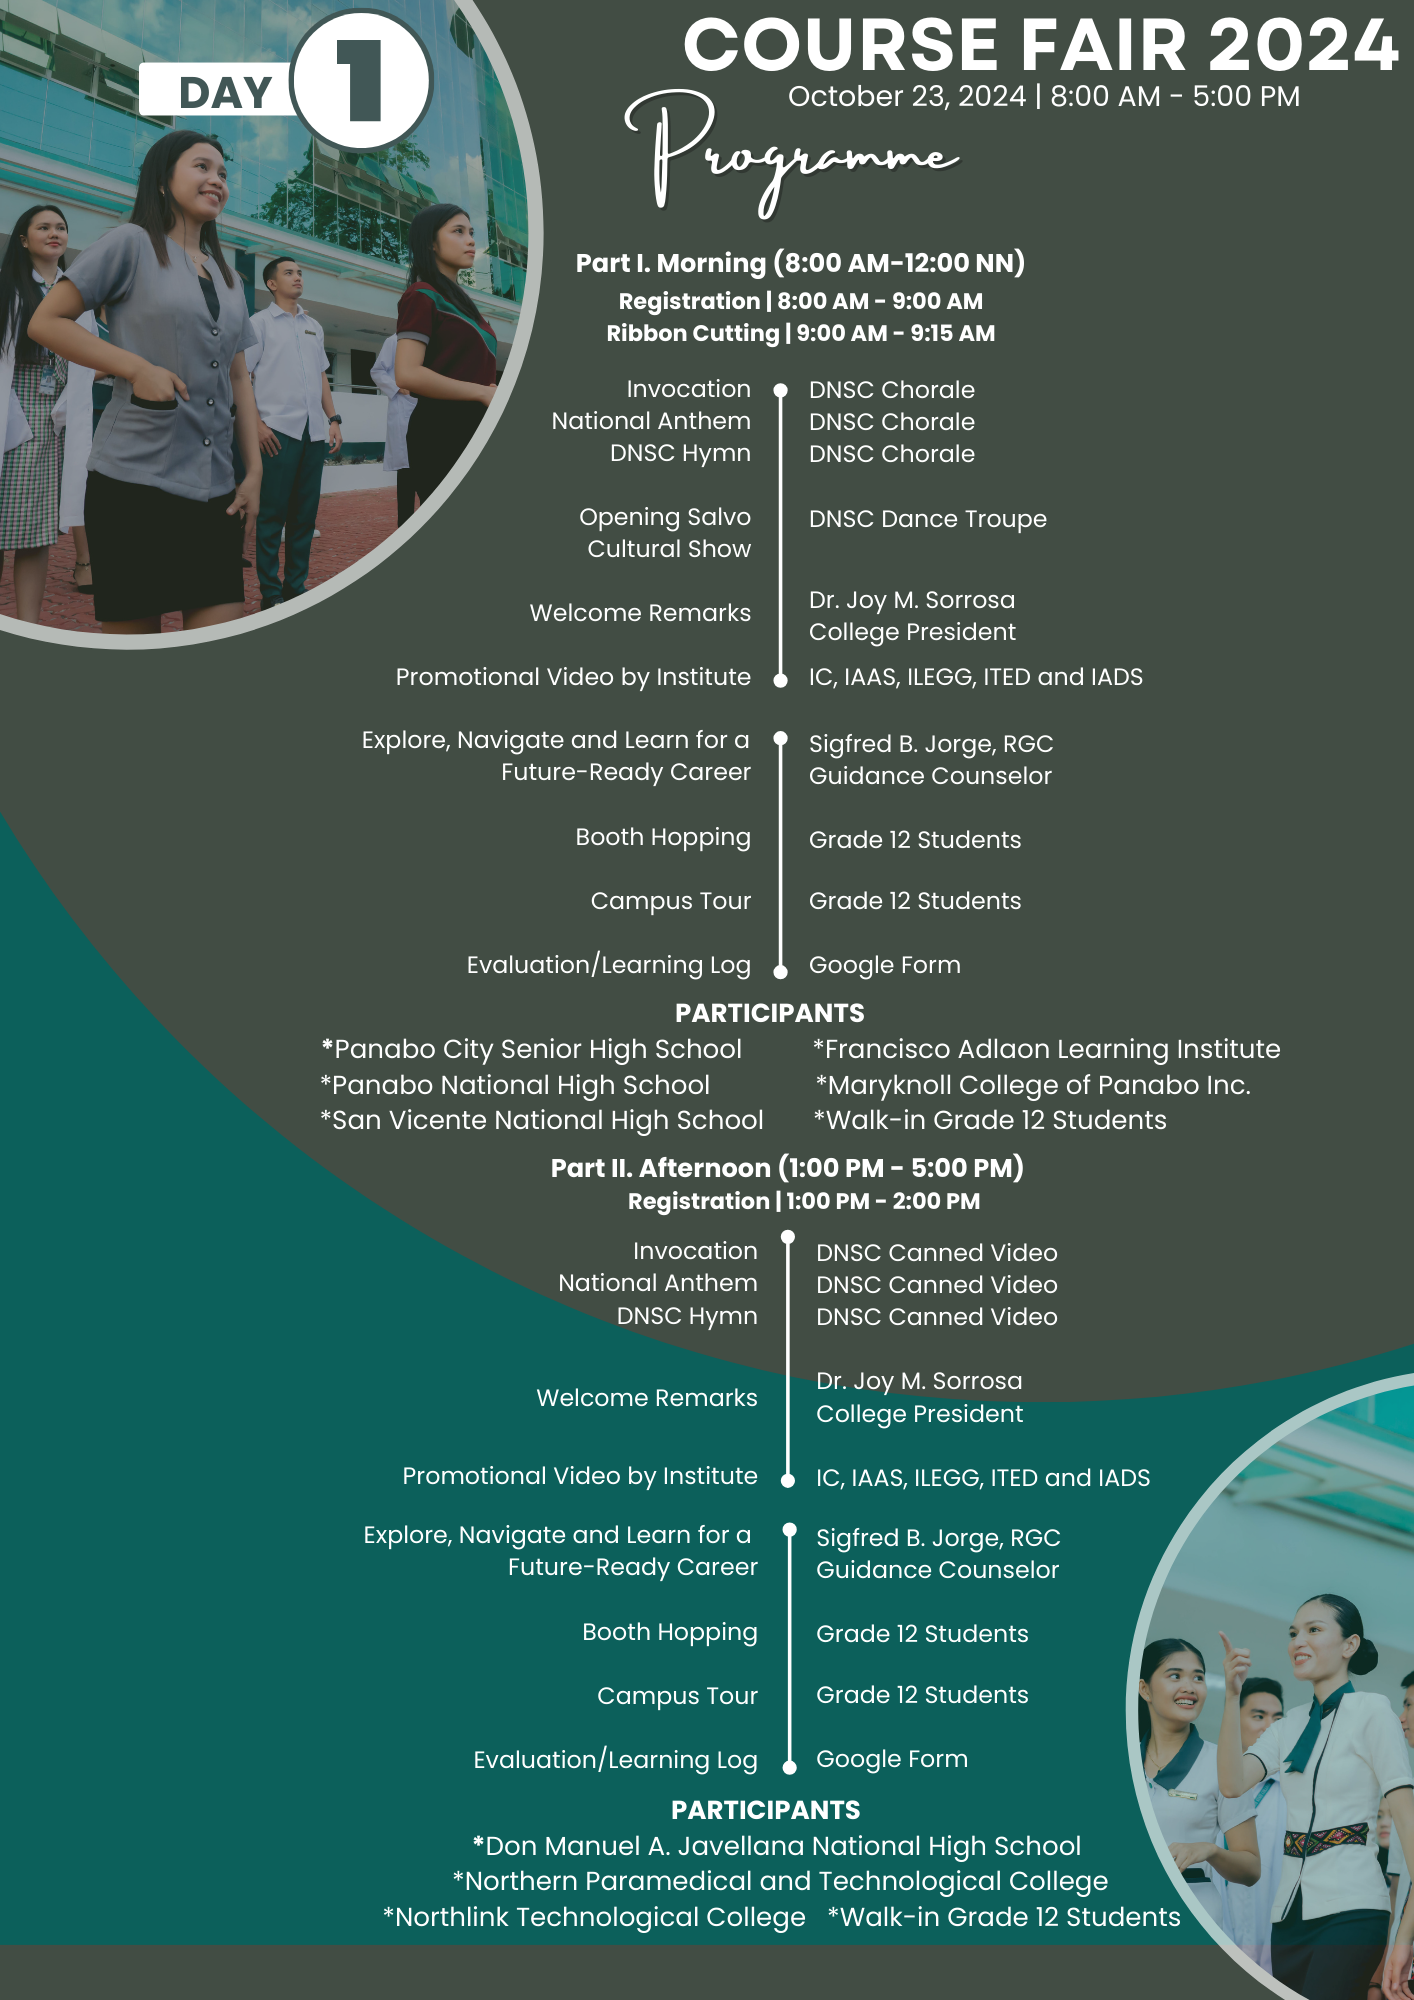 DAY 1
COURSE FAIR 2024
October 23, 2024 | 8:00 AM - 5:00 PM
Programme
Part I. Morning (8:00 AM-12:00 NN)
Registration | 8:00 AM - 9:00 AM
Ribbon Cutting | 9:00 AM - 9:15 AM
Invocation DNSC Chorale
National Anthem DNSC Chorale
DNSC Hymn DNSC Chorale
Opening Salvo DNSC Dance Troupe
Cultural Show
Welcome Remarks Dr. Joy M. Sorrosa
College President
Promotional Video by Institute IC, IAAS, ILEGG, ITED and IADS
Explore, Navigate and Learn for a Sigfred B. Jorge, RGC
Future-Ready Career Guidance Counselor
Booth Hopping Grade 12 Students
Campus Tour Grade 12 Students
Evaluation/Learning Log Google Form
PARTICIPANTS
*Panabo City Senior High School *Francisco Adlaon Learning Institute
*Panabo National High School *Maryknoll College of Panabo Inc.
*San Vicente National High School *Walk-in Grade 12 Students
Part II. Afternoon (1:00 PM - 5:00 PM)
Registration | 1:00 PM - 2:00 PM
Invocation DNSC Canned Video
National Anthem DNSC Canned Video
DNSC Hymn DNSC Canned Video
Welcome Remarks Dr. Joy M. Sorrosa
College President
Promotional Video by Institute IC, IAAS, ILEGG, ITED and IADS
Explore, Navigate and Learn for a Sigfred B. Jorge, RGC
Future-Ready Career Guidance Counselor
Booth Hopping Grade 12 Students
Campus Tour Grade 12 Students
Evaluation/Learning Log Google Form
PARTICIPANTS
*Don Manuel A. Javellana National High School
*Northern Paramedical and Technological College
*Northlink Technological College *Walk-in Grade 12 Students